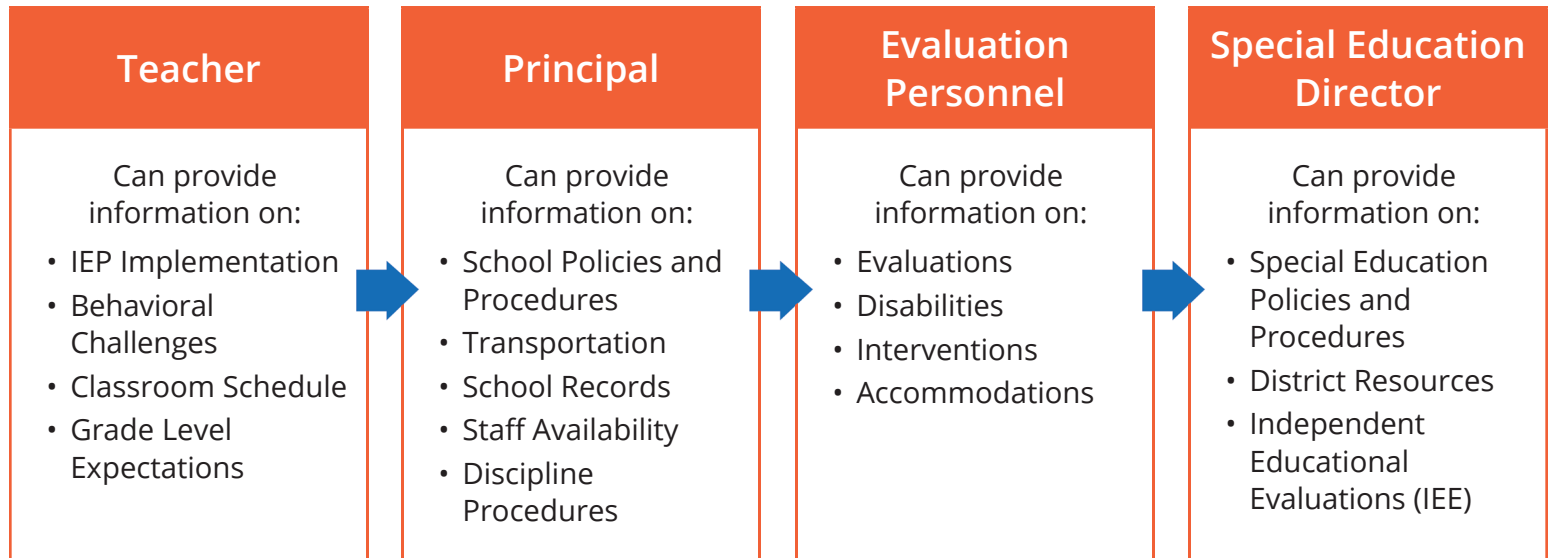 Teacher
Can provide
information on:
• IEP Implementation
• Behavioral
Challenges
• Classroom Schedule
• Grade Level
Expectations
Principal
Can provide
information on:
• School Policies and
Procedures
• Transportation
• School Records
• Staff Availability
• Discipline
Procedures
Evaluation
Personnel
Can provide
information on:
• Evaluations
• Disabilities
• Interventions
• Accommodations
Special Education
Director
Can provide
information on:
• Special Education
Policies and
Procedures
• District Resources
• Independent
Educational
Evaluations (IEE)